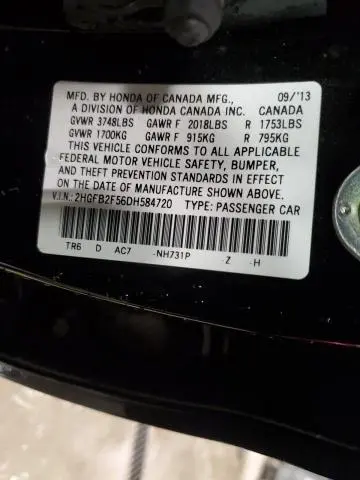 MFD. BY HONDA OF CANADA MFG., 09/'13
A DIVISION OF HONDA CANADA INC. CANADA
GVWR 3748LBS GAWR F 2018LBS R 1753LBS
GVWR 1700KG GAWR F 915KG R 795KG
THIS VEHICLE CONFORMS TO ALL APPLICABLE
FEDERAL MOTOR VEHICLE SAFETY, BUMPER,
AND THEFT PREVENTION STANDARDS IN EFFECT
ON THE DATE OF MANUFACTURE SHOWN ABOVE.
V.I.N.: 2HGFB2F56DH584720 TYPE: PASSENGER CAR
TR6 D AC7 -NH731P -Z -H